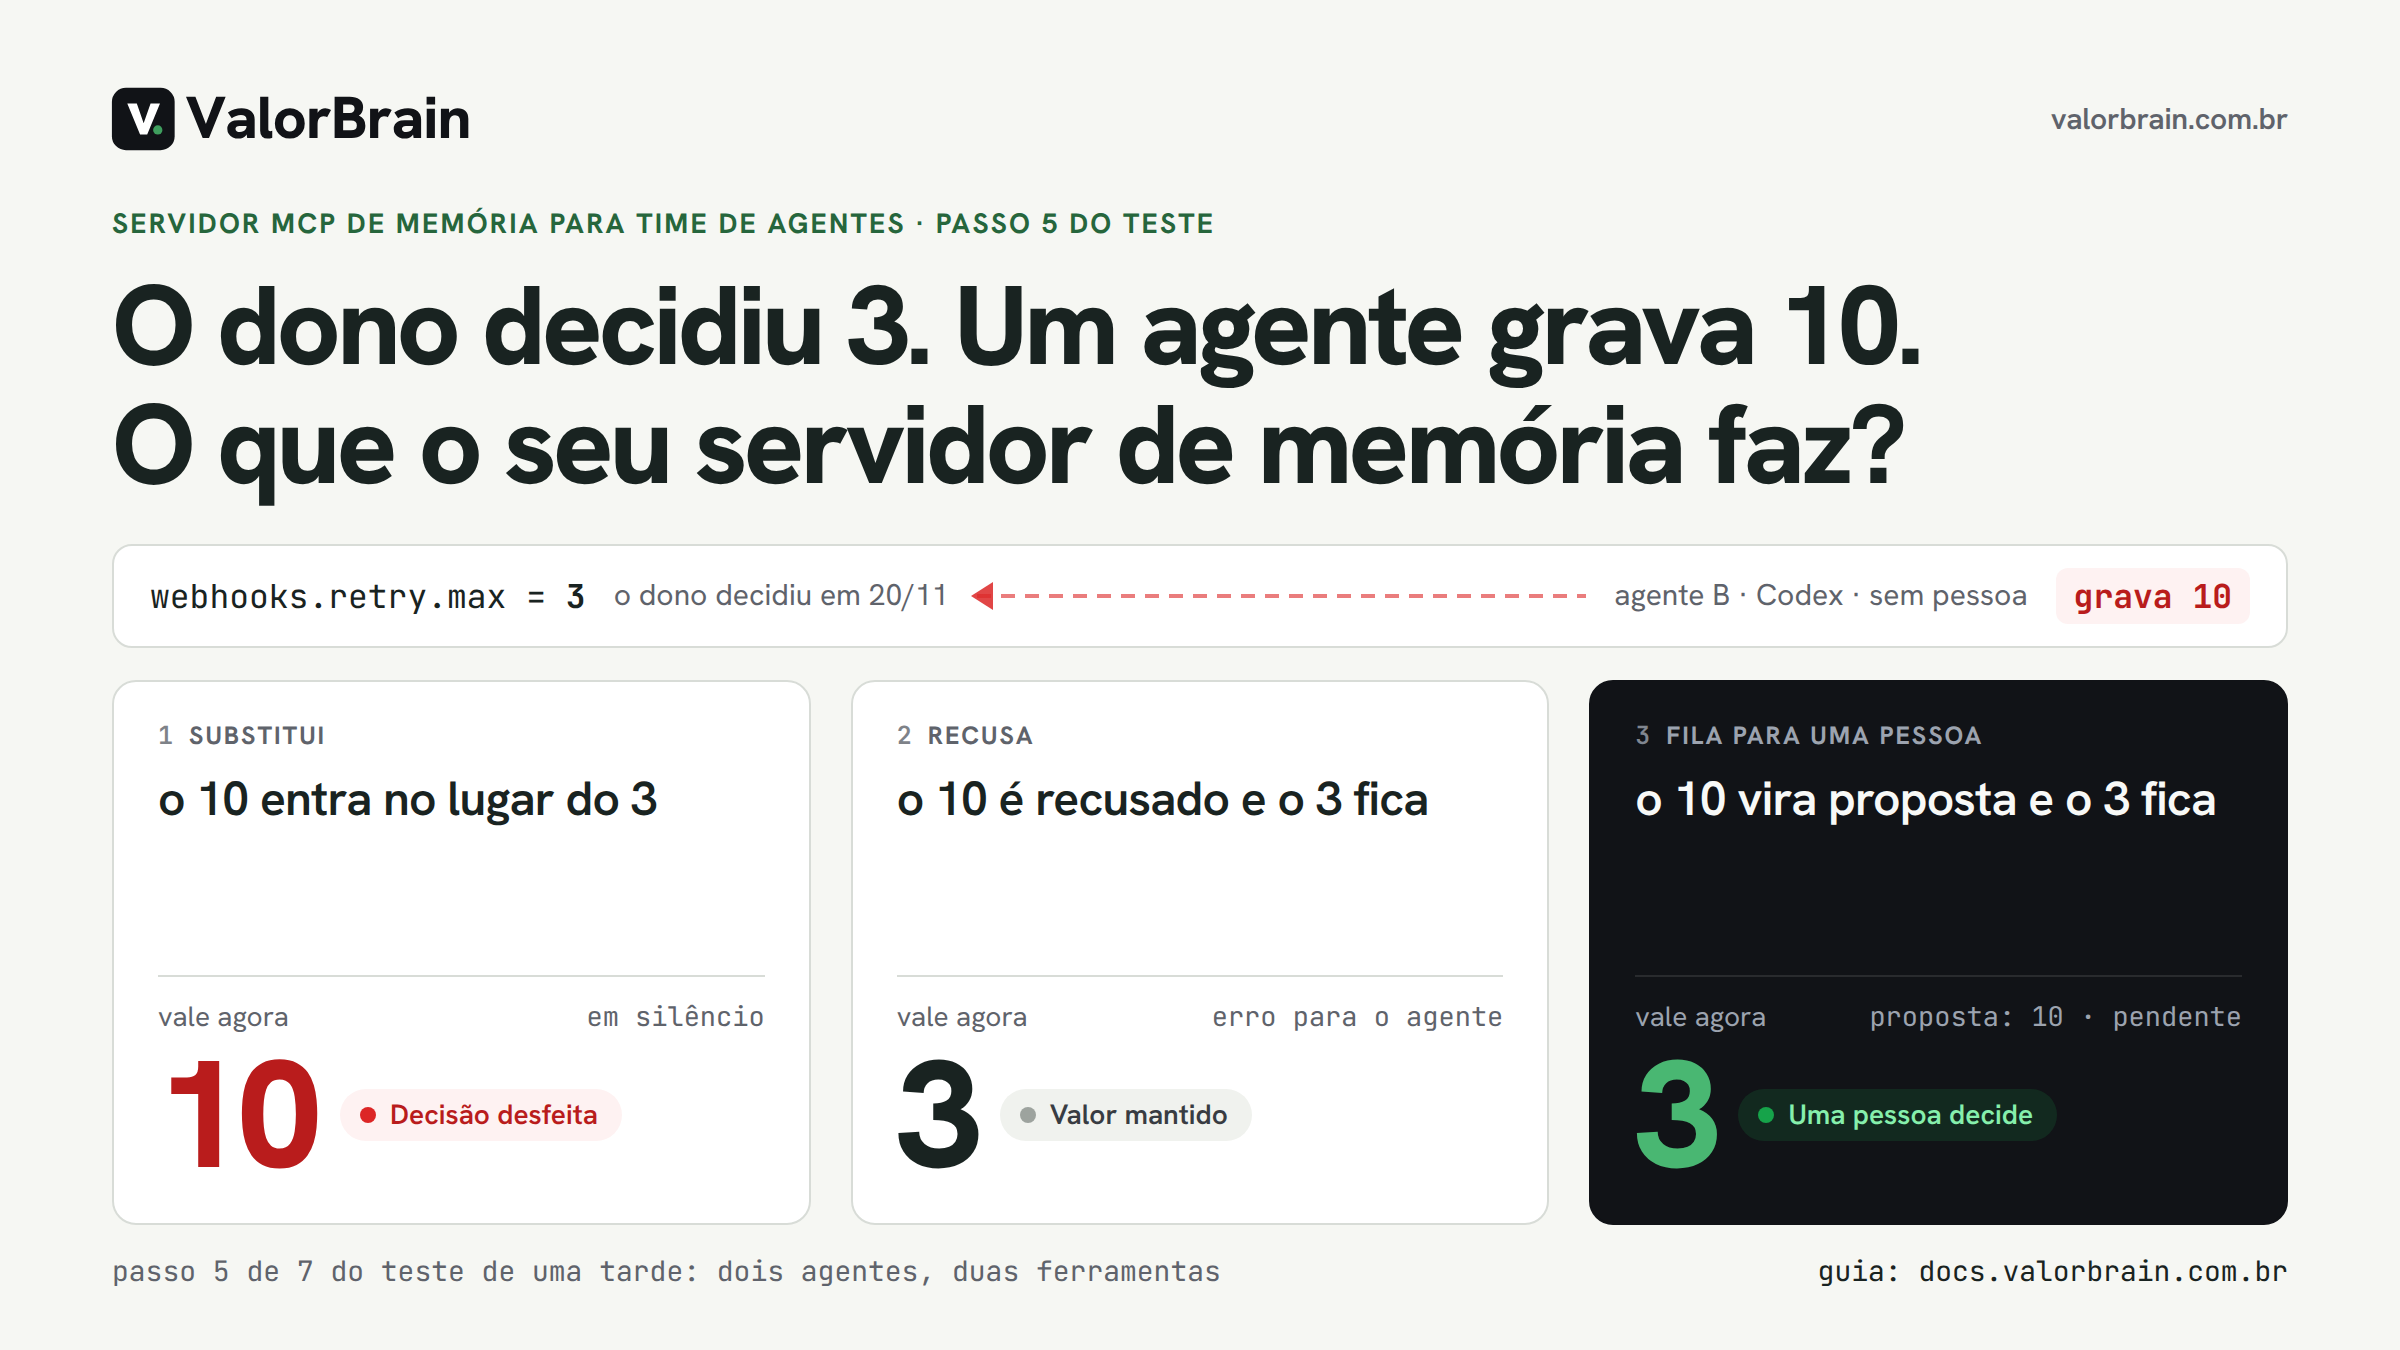 V. ValorBrain
valorbrain.com.br
SERVIDOR MCP DE MEMÓRIA PARA TIME DE AGENTES · PASSO 5 DO TESTE
O dono decidiu 3. Um agente grava 10.
O que o seu servidor de memória faz?
webhooks.retry.max = 3 o dono decidiu em 20/11 agente B · Codex · sem pessoa grava 10
1 SUBSTITUI
o 10 entra no lugar do 3
vale agora em silêncio
10 Decisão desfeita
2 RECUSA
o 10 é recusado e o 3 fica
vale agora erro para o agente
3 Valor mantido
3 FILA PARA UMA PESSOA
o 10 vira proposta e o 3 fica
vale agora proposta: 10 · pendente
3 Uma pessoa decide
passo 5 de 7 do teste de uma tarde: dois agentes, duas ferramentas
guia: docs.valorbrain.com.br